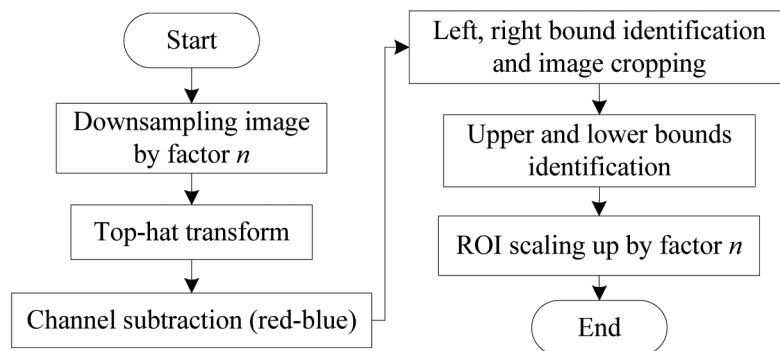 Start
Downsampling image
by factor n
Top-hat transform
Channel subtraction (red-blue)
Left, right bound identification
and image cropping
Upper and lower bounds
identification
ROI scaling up by factor n
End